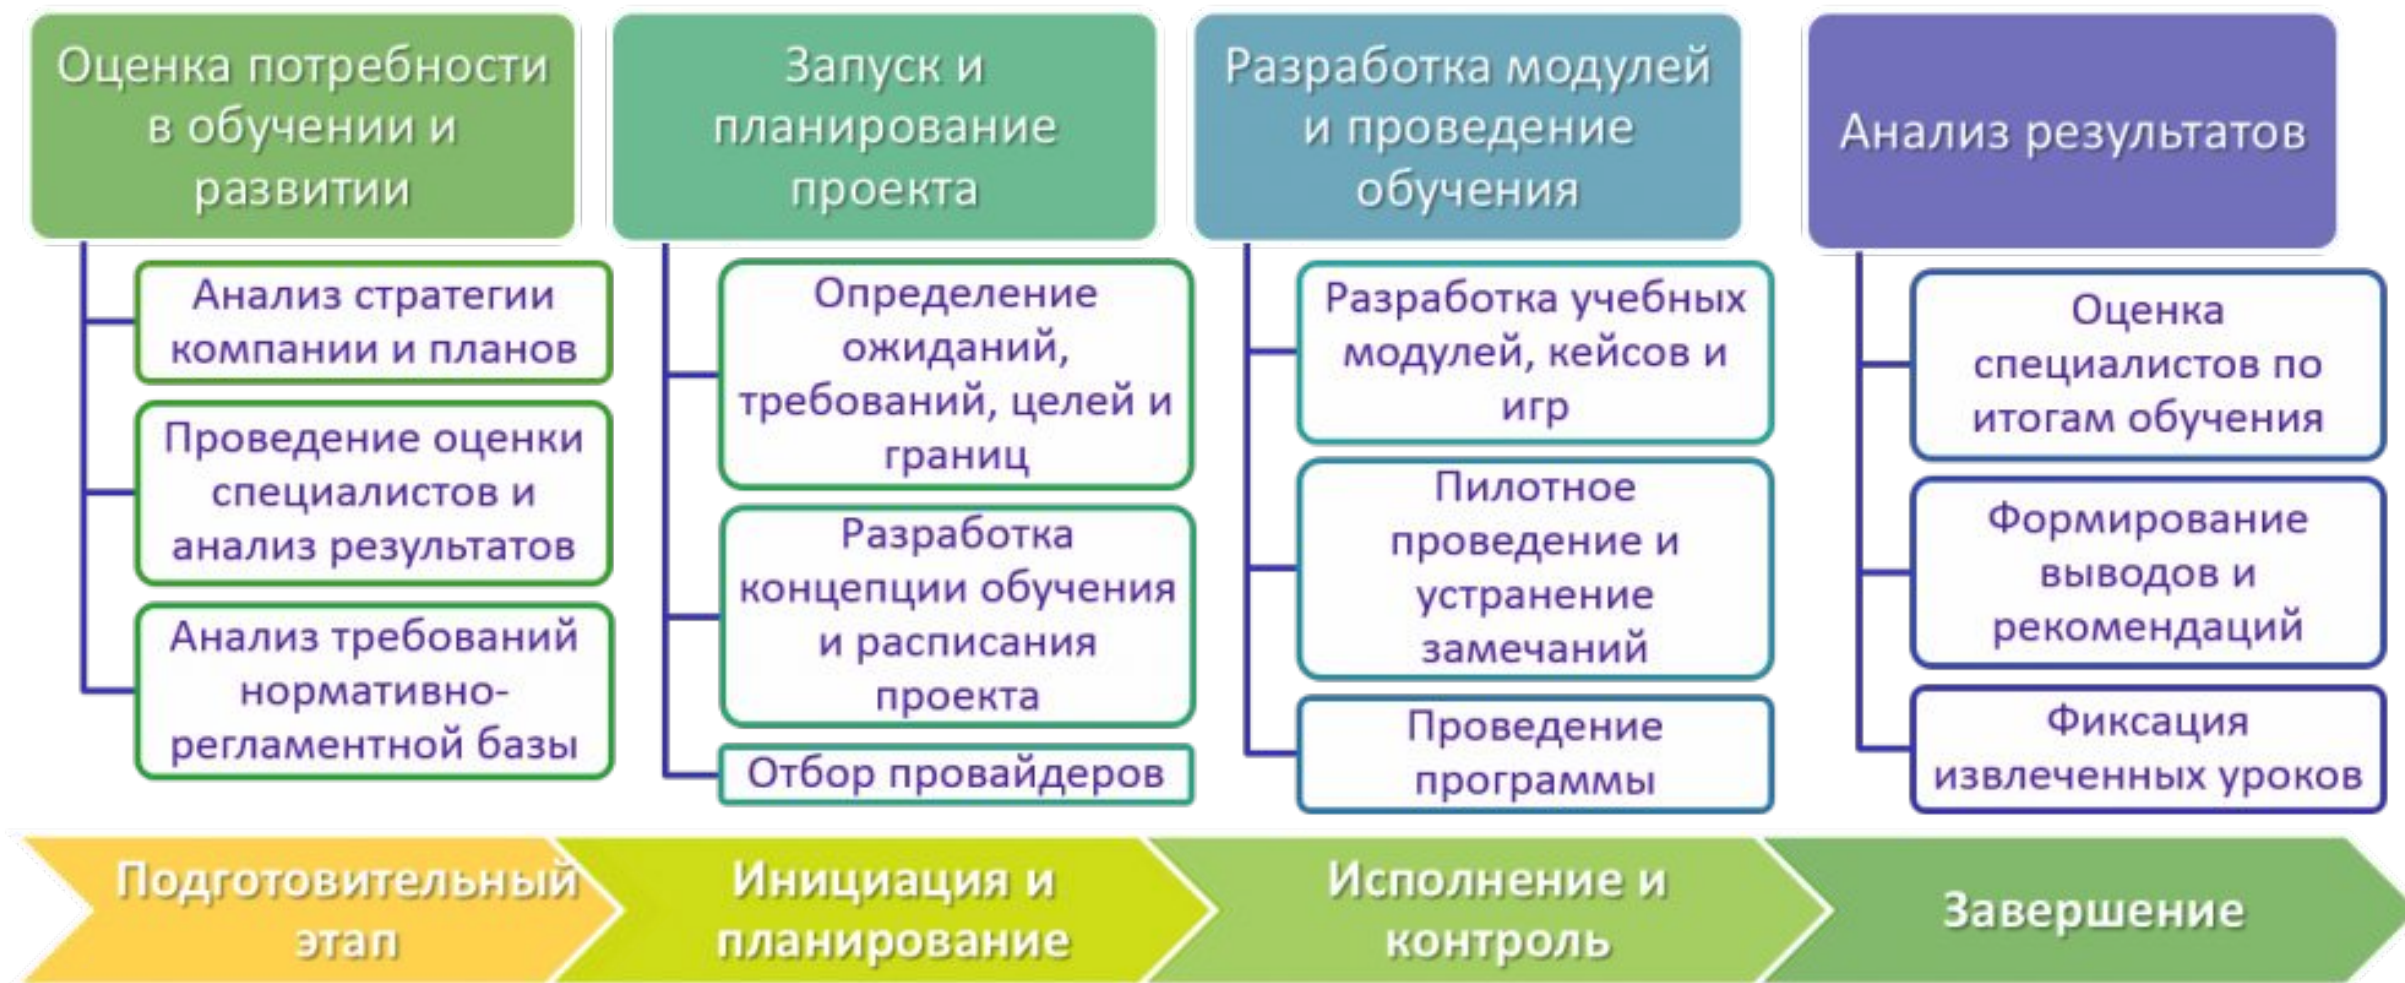 Оценка потребности
в обучении и
развитии
Анализ стратегии
компании и планов
Проведение оценки
специалистов и
анализ результатов
Анализ требований
нормативно-
регламентной базы
Запуск и
планирование
проекта
Определение
ожиданий,
требований, целей и
границ
Разработка
концепции обучения
и расписания
проекта
Отбор провайдеров
Разработка модулей
и проведение
обучения
Разработка учебных
модулей, кейсов и
игр
Пилотное
проведение и
устранение
замечаний
Проведение
программы
Анализ результатов
Оценка
специалистов по
итогам обучения
Формирование
выводов и
рекомендаций
Фиксация
извлеченных уроков
Подготовительный
этап
Инициация и
планирование
Исполнение и
контроль
Завершение